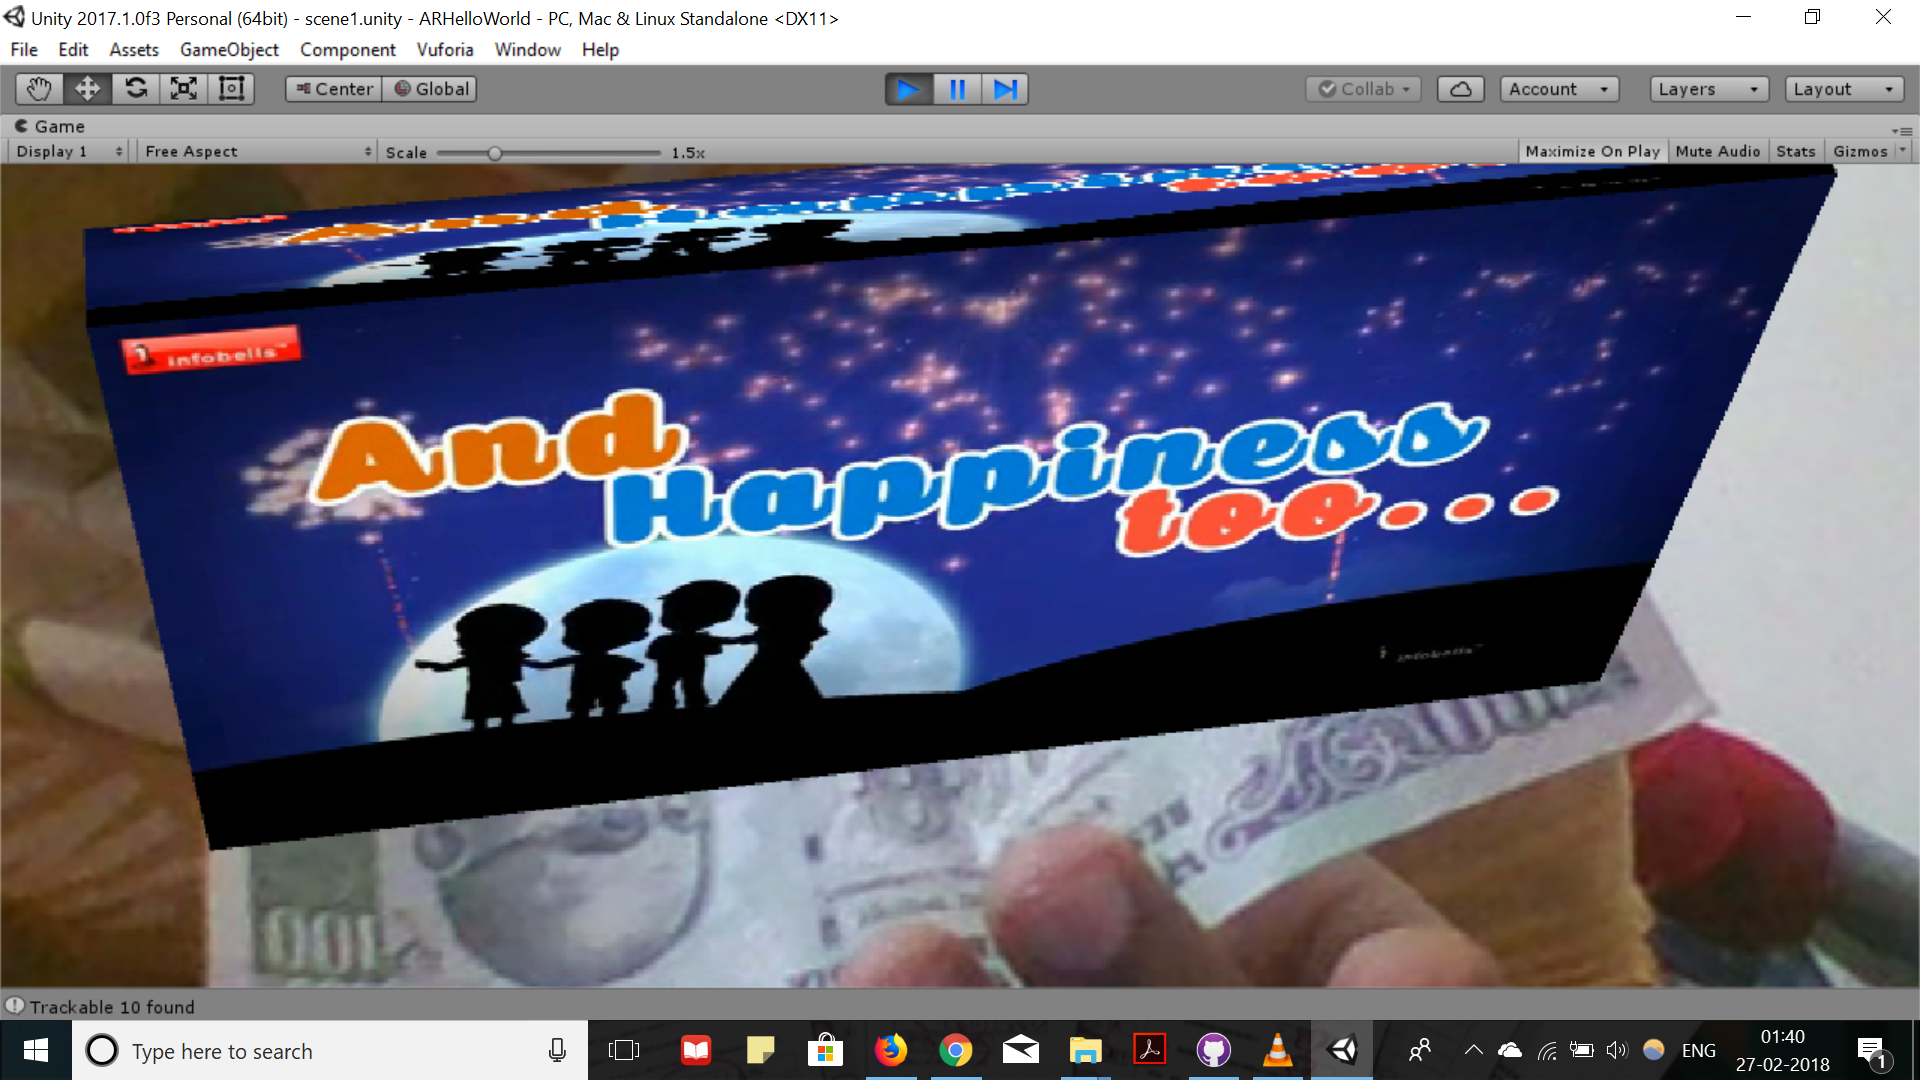 Unity 2017.1.0f3 Personal (64bit) - scene1.unity - ARHelloWorld - PC, Mac & Linux Standalone <DX11>
File Edit Assets GameObject Component Vuforia Window Help
Center Global Collab Account Layers Layout
Game
Display 1 Free Aspect Scale 1.5x Maximize On Play Mute Audio Stats Gizmos
infobells
And
Happiness
too...
infobells
100
Trackable 10 found
Type here to search
ENG
01:40
27-02-2018
1